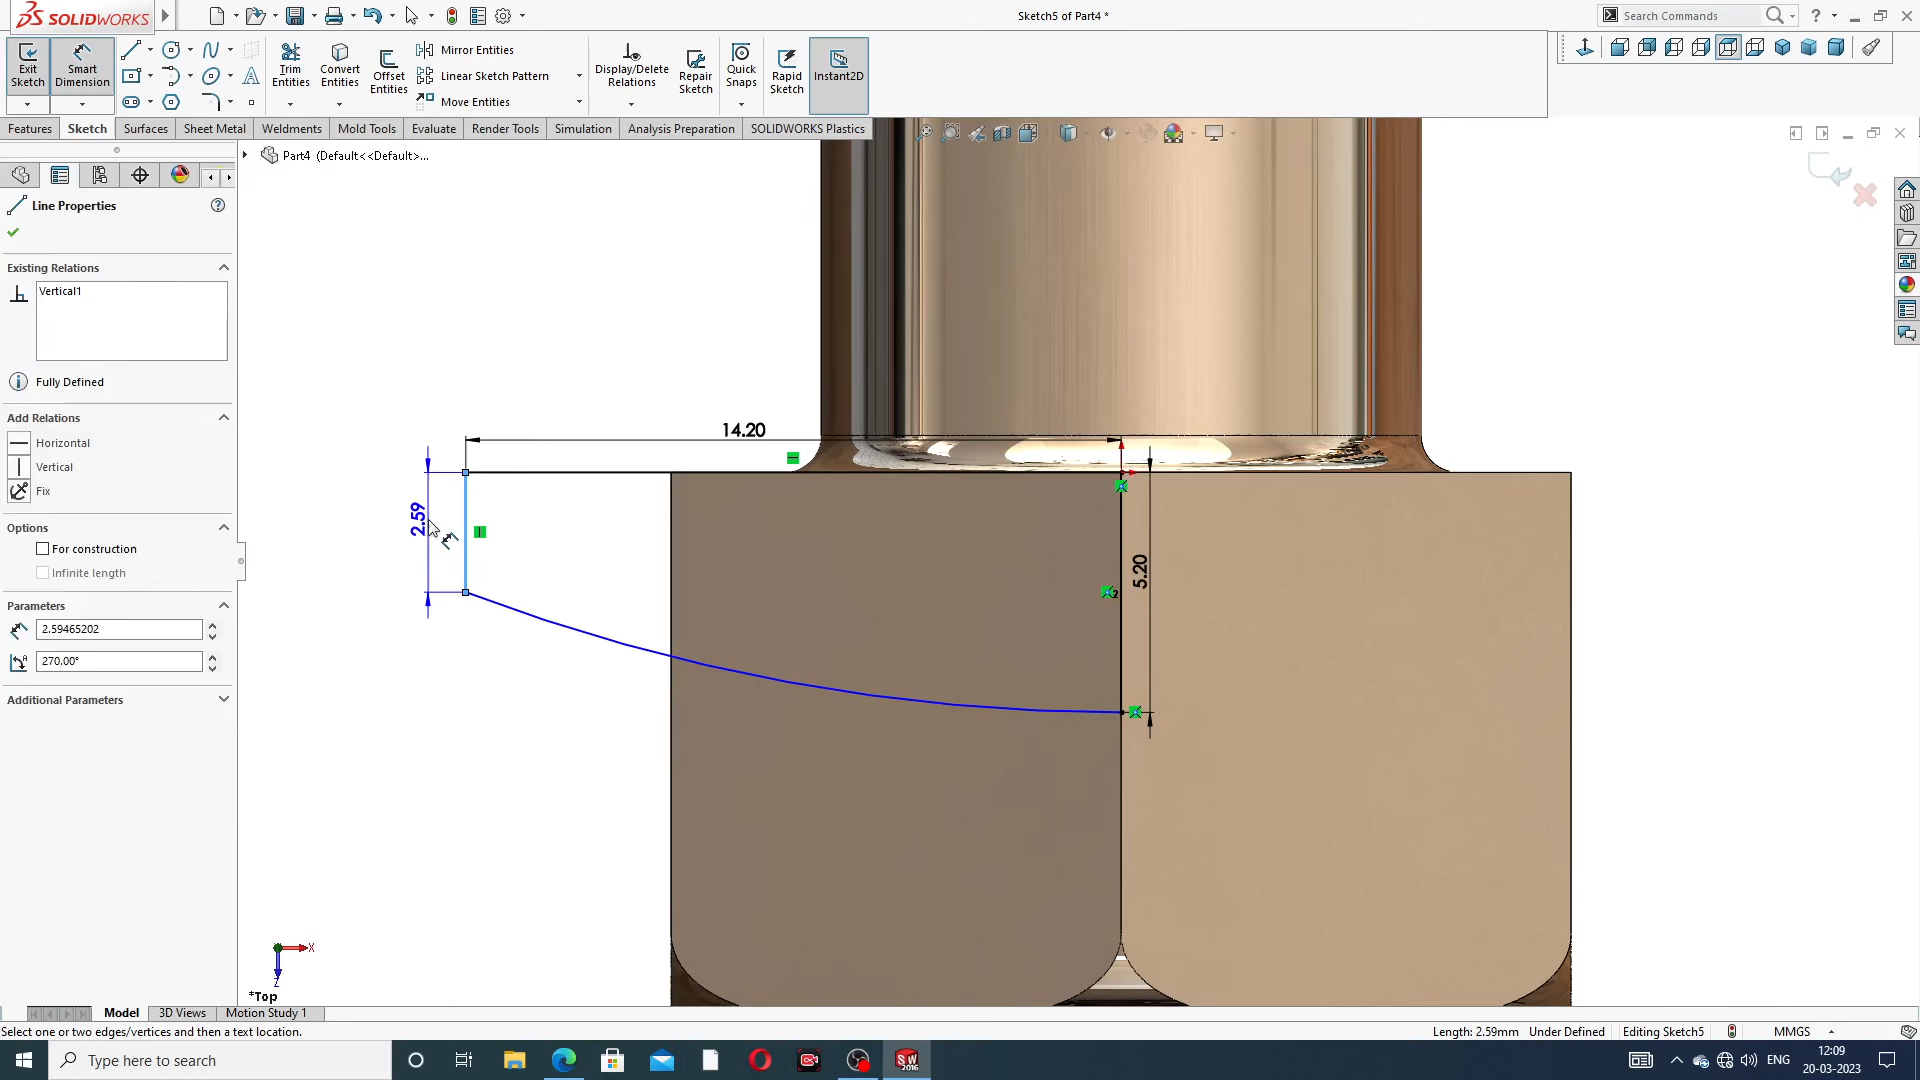 SOLIDWORKS
Sketch5 of Part4 *
Search Commands
Exit Sketch
Smart Dimension
Trim Entities
Convert Entities
Offset Entities
Mirror Entities
Linear Sketch Pattern
Move Entities
Display/Delete Relations
Repair Sketch
Quick Snaps
Rapid Sketch
Instant2D
Features
Sketch
Surfaces
Sheet Metal
Weldments
Mold Tools
Evaluate
Render Tools
Simulation
Analysis Preparation
SOLIDWORKS Plastics
Part4 (Default<<Default>...
Line Properties
Existing Relations
Vertical1
Fully Defined
Add Relations
Horizontal
Vertical
Fix
Options
For construction
Infinite length
Parameters
2.59465202
270.00°
Additional Parameters
14.20
2.59
5.20
2
X
Z
*Top
Model
3D Views
Motion Study 1
Select one or two edges/vertices and then a text location.
Length: 2.59mm
Under Defined
Editing Sketch5
MMGS
Type here to search
SW
2016
ENG
12:09
20-03-2023